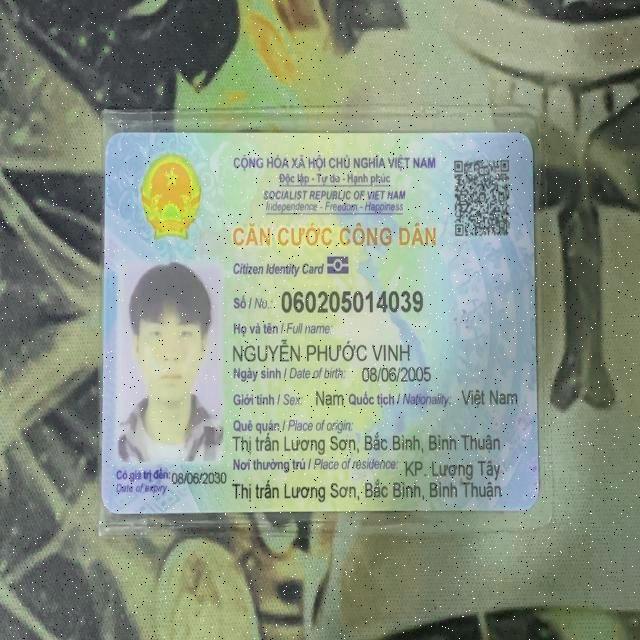 CỘNG HÒA XÃ HỘI CHỦ NGHĨA VIỆT NAM
Độc lập - Tự do - Hạnh phúc
SOCIALIST REPUBLIC OF VIET NAM
Independence - Freedom - Happiness
CĂN CƯỚC CÔNG DÂN
Citizen Identity Card
Số / No.: 060205014039
Họ và tên / Full name:
NGUYỄN PHƯỚC VINH
Ngày sinh / Date of birth: 08/06/2005
Giới tính / Sex: Nam Quốc tịch / Nationality: Việt Nam
Quê quán / Place of origin:
Thị trấn Lương Sơn, Bắc Bình, Bình Thuận
Nơi thường trú / Place of residence: KP. Lương Tây
Thị trấn Lương Sơn, Bắc Bình, Bình Thuận
Có giá trị đến: 08/06/2030
Date of expiry